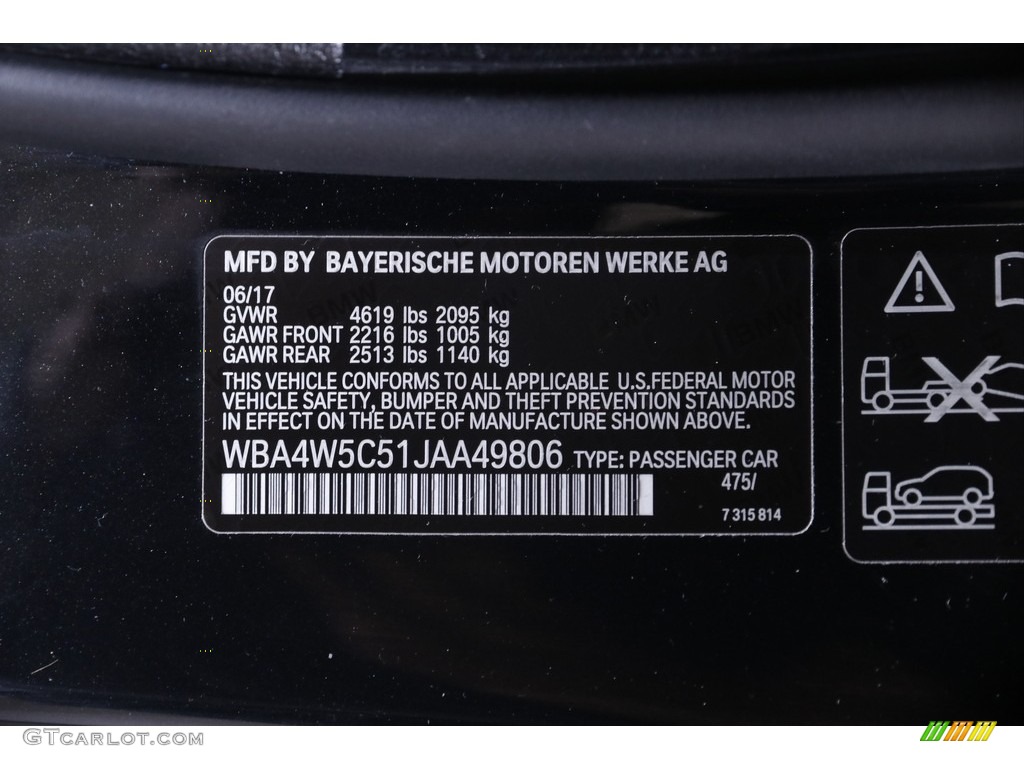 MFD BY BAYERISCHE MOTOREN WERKE AG
06/17
GVWR 4619 lbs 2095 kg
GAWR FRONT 2216 lbs 1005 kg
GAWR REAR 2513 lbs 1140 kg
THIS VEHICLE CONFORMS TO ALL APPLICABLE U.S.FEDERAL MOTOR
VEHICLE SAFETY, BUMPER AND THEFT PREVENTION STANDARDS
IN EFFECT ON THE DATE OF MANUFACTURE SHOWN ABOVE.
WBA4W5C51JAA49806 TYPE: PASSENGER CAR
475/
7 315 814
GTCARLOT.COM